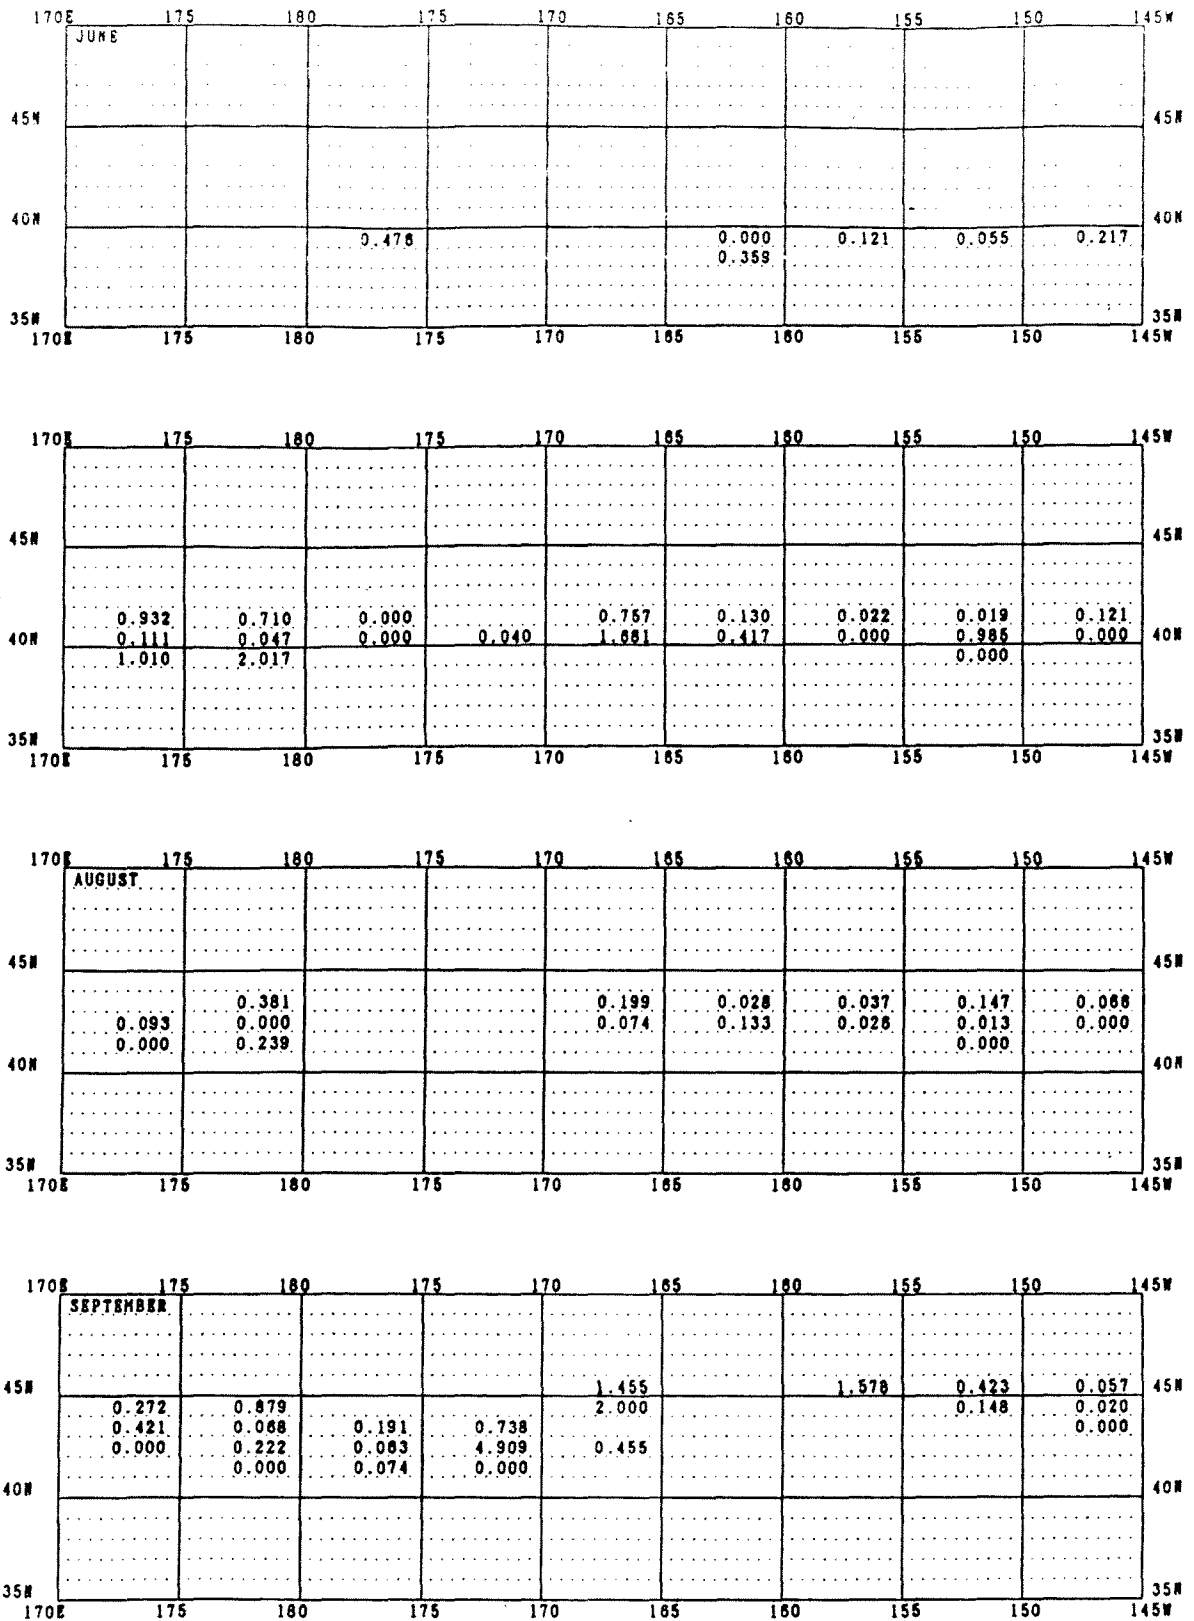 170E 175 180 175 170 165 160 155 150 145W
JUNE
45N 45N
40N 40N
0.476 0.000 0.121 0.055 0.217
0.359
35N 35N
170E 175 180 175 170 165 160 155 150 145W
170E 175 180 175 170 165 160 155 150 145W
45N 45N
0.932 0.710 0.000 0.757 0.130 0.022 0.019 0.121
40N 0.111 0.047 0.000 0.040 1.681 0.417 0.000 0.985 0.000 40N
1.010 2.017 0.000
35N 35N
170E 175 180 175 170 165 160 155 150 145W
170E 175 180 175 170 165 160 155 150 145W
AUGUST
45N 45N
0.381 0.199 0.028 0.037 0.147 0.066
0.093 0.000 0.074 0.133 0.026 0.013 0.000
0.000 0.239 0.000
40N 40N
35N 35N
170E 175 180 175 170 165 160 155 150 145W
170E 175 180 175 170 165 160 155 150 145W
SEPTEMBER
45N 1.455 1.578 0.423 0.057 45N
0.272 0.879 2.000 0.148 0.020
0.421 0.068 0.191 0.738 0.000
0.000 0.222 0.063 4.909 0.455
0.000 0.074 0.000
40N 40N
35N 35N
170E 175 180 175 170 165 160 155 150 145W